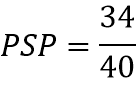 PSP = 34/40